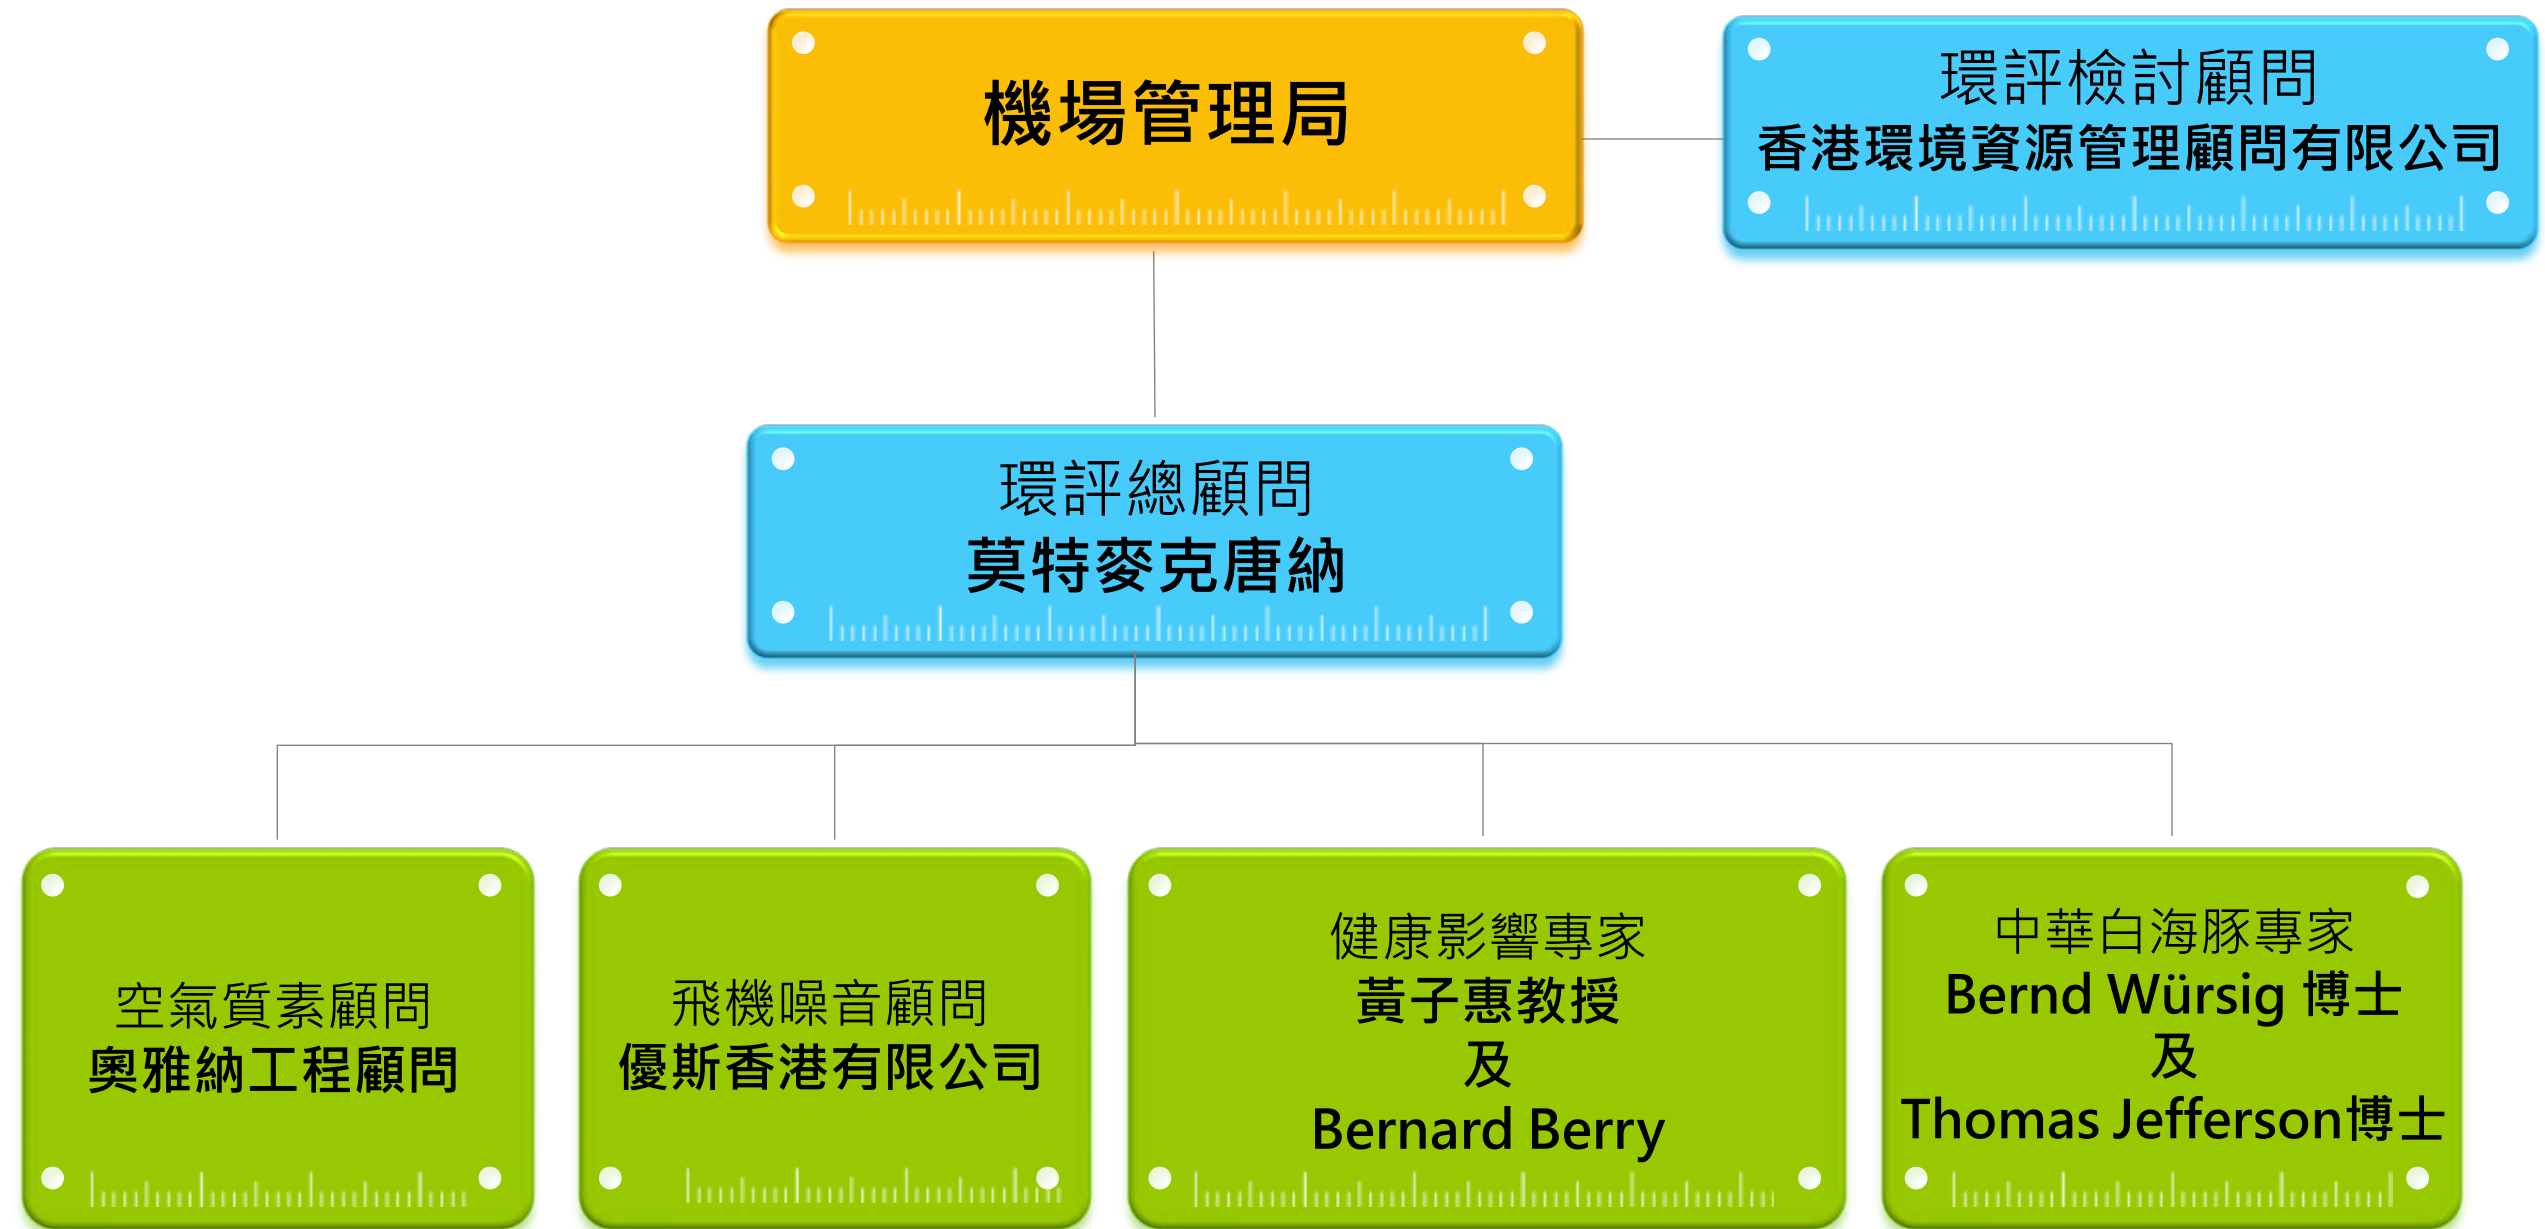 機場管理局
環評檢討顧問
香港環境資源管理顧問有限公司
環評總顧問
莫特麥克唐納
空氣質素顧問
奧雅納工程顧問
飛機噪音顧問
優斯香港有限公司
健康影響專家
黃子惠教授
及
Bernard Berry
中華白海豚專家
Bernd Würsig 博士
及
Thomas Jefferson博士